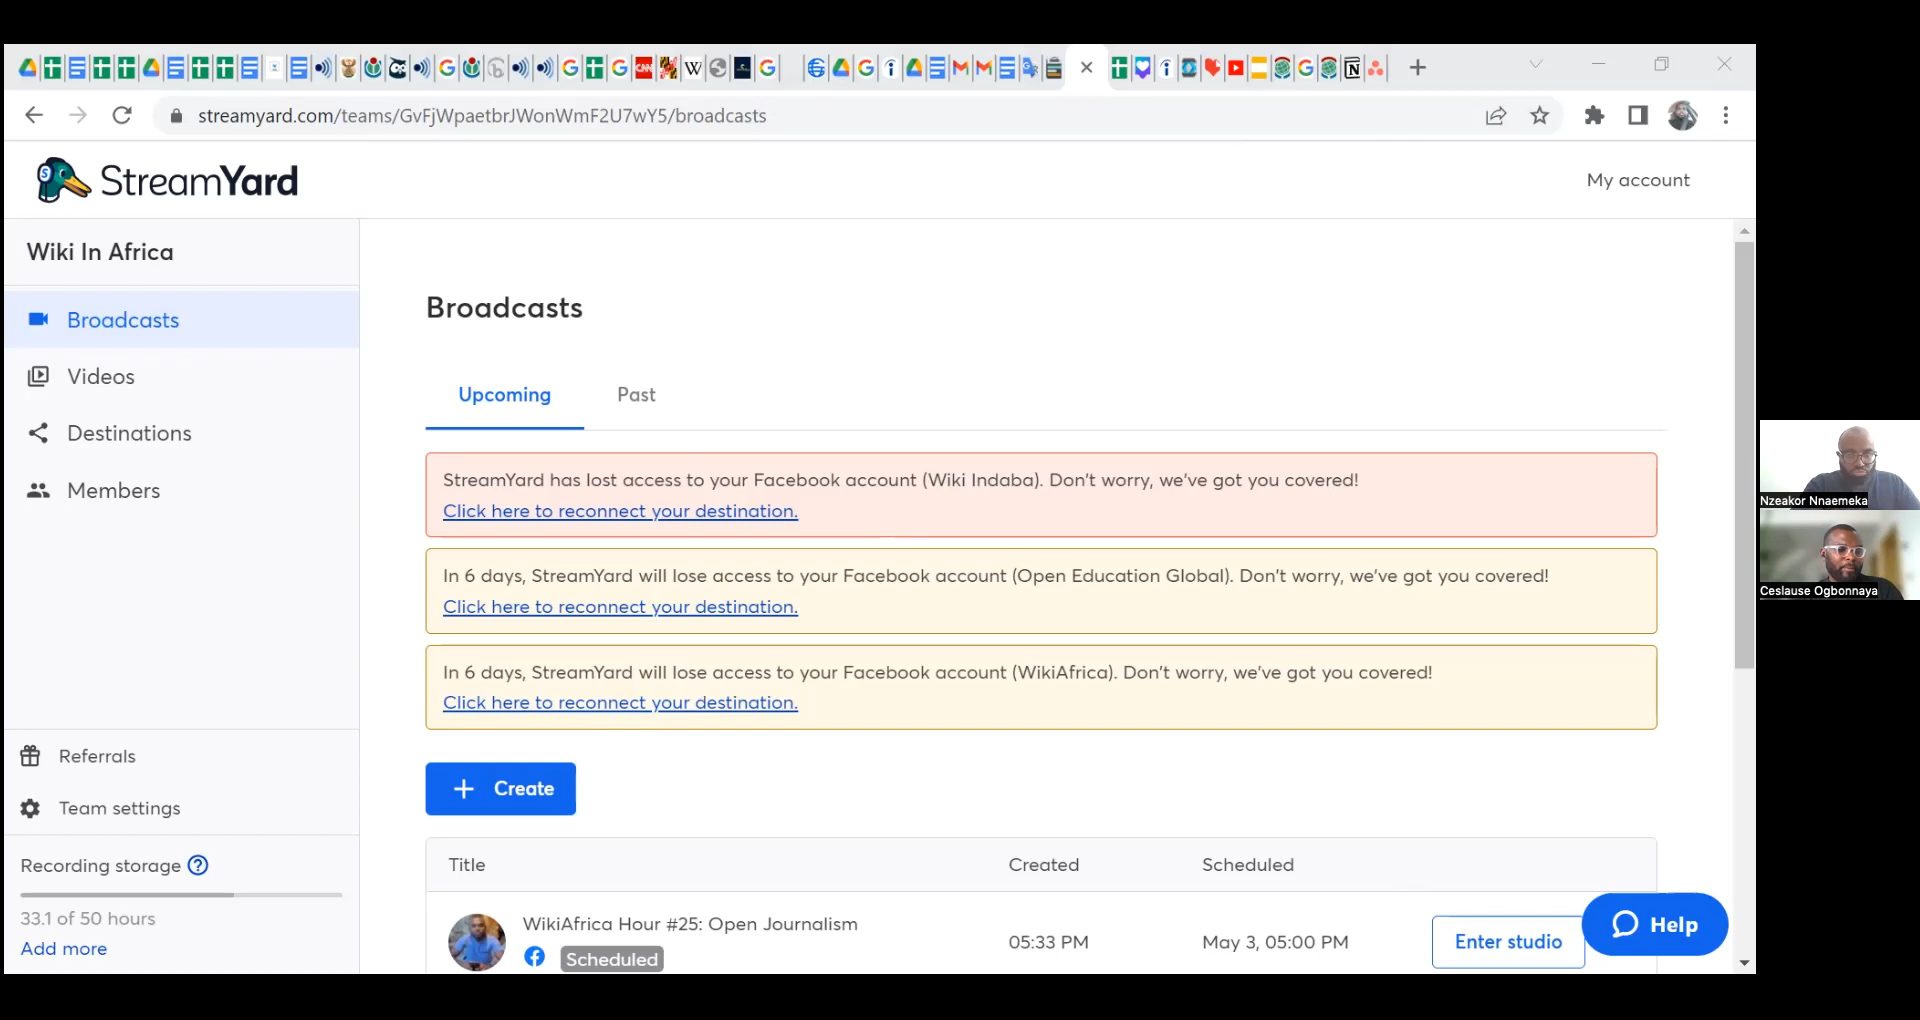 CNN
W
streamyard.com/teams/GvFjWpaetbrJWonWmF2U7wY5/broadcasts
StreamYard
My account
Wiki In Africa
Broadcasts
Videos
Destinations
Members
Referrals
Team settings
Recording storage
33.1 of 50 hours
Add more
Broadcasts
Upcoming
Past
StreamYard has lost access to your Facebook account (Wiki Indaba). Don't worry, we've got you covered!
Click here to reconnect your destination.
In 6 days, StreamYard will lose access to your Facebook account (Open Education Global). Don't worry, we've got you covered!
Click here to reconnect your destination.
In 6 days, StreamYard will lose access to your Facebook account (WikiAfrica). Don't worry, we've got you covered!
Click here to reconnect your destination.
+ Create
Title Created Scheduled
WikiAfrica Hour #25: Open Journalism
Scheduled
05:33 PM
May 3, 05:00 PM
Enter studio
Help
Nzeakor Nnaemeka
Ceslause Ogbonnaya